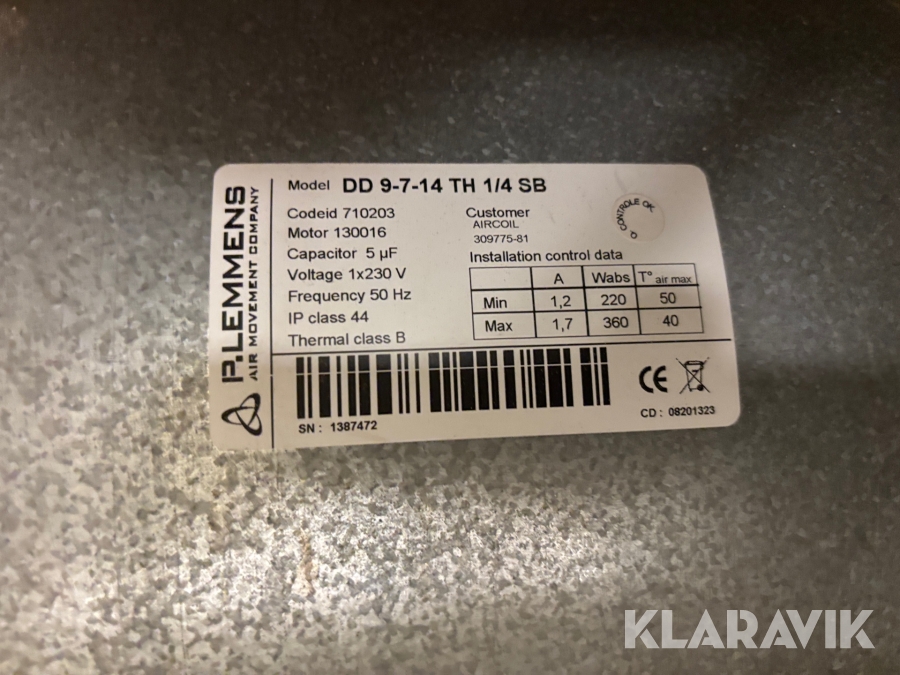 P.LEMMENS
AIR MOVEMENT COMPANY
Model DD 9-7-14 TH 1/4 SB
Codeid 710203
Motor 130016
Capacitor 5 µF
Voltage 1x230 V
Frequency 50 Hz
IP class 44
Thermal class B
Customer
AIRCOIL
309775-81
CONTROLE OK
Installation control data
A Wabs T° air max
Min 1,2 220 50
Max 1,7 360 40
SN : 1387472
CE
CD : 08201323
KLARAVIK